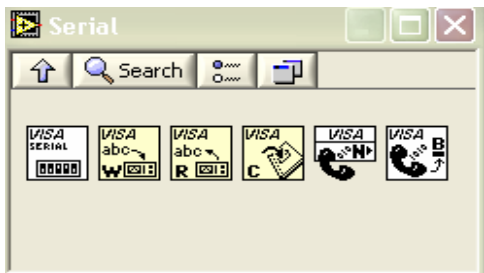 Serial
Search
VISA SERIAL
VISA abc W
VISA abc R
VISA C
VISA N
VISA B